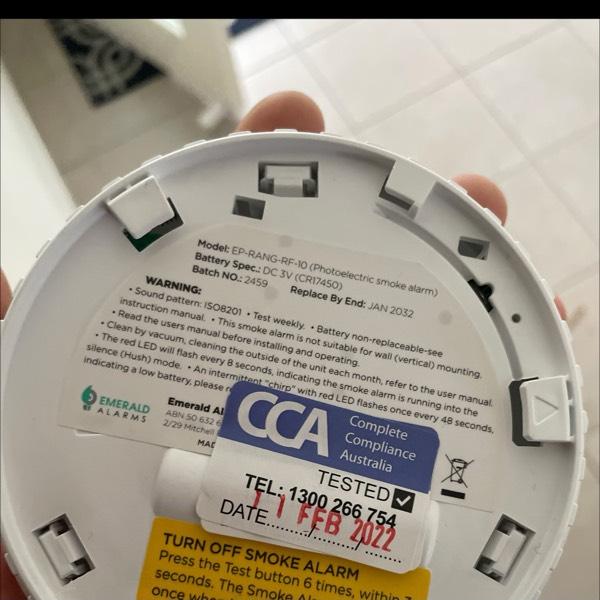 Model: EP-RANG-RF-10 (Photoelectric smoke alarm)
Battery Spec.: DC 3V (CR17450)
Batch NO.: 2459 Replace By End: JAN 2032
WARNING:
• Sound pattern: ISO8201 • Test weekly. • Battery non-replaceable-see
instruction manual. • This smoke alarm is not suitable for wall (vertical) mounting.
• Read the users manual before installing and operating.
• Clean by vacuum, cleaning the outside of the unit each month, refer to the user manual.
• The red LED will flash every 8 seconds, indicating the smoke alarm is running into the
silence (Hush) mode. • An intermittent "chirp" with red LED flashes once every 48 seconds,
indicating a low battery, please
EMERALD
ALARMS
Emerald
ABN 50 632 6
2/29 Mitchell
CCA
Complete
Compliance
Australia
TESTED
TEL: 1300 266 754
DATE
11 FEB 2022
TURN OFF SMOKE ALARM
Press the Test button 6 times, within
seconds. The Smoke
once